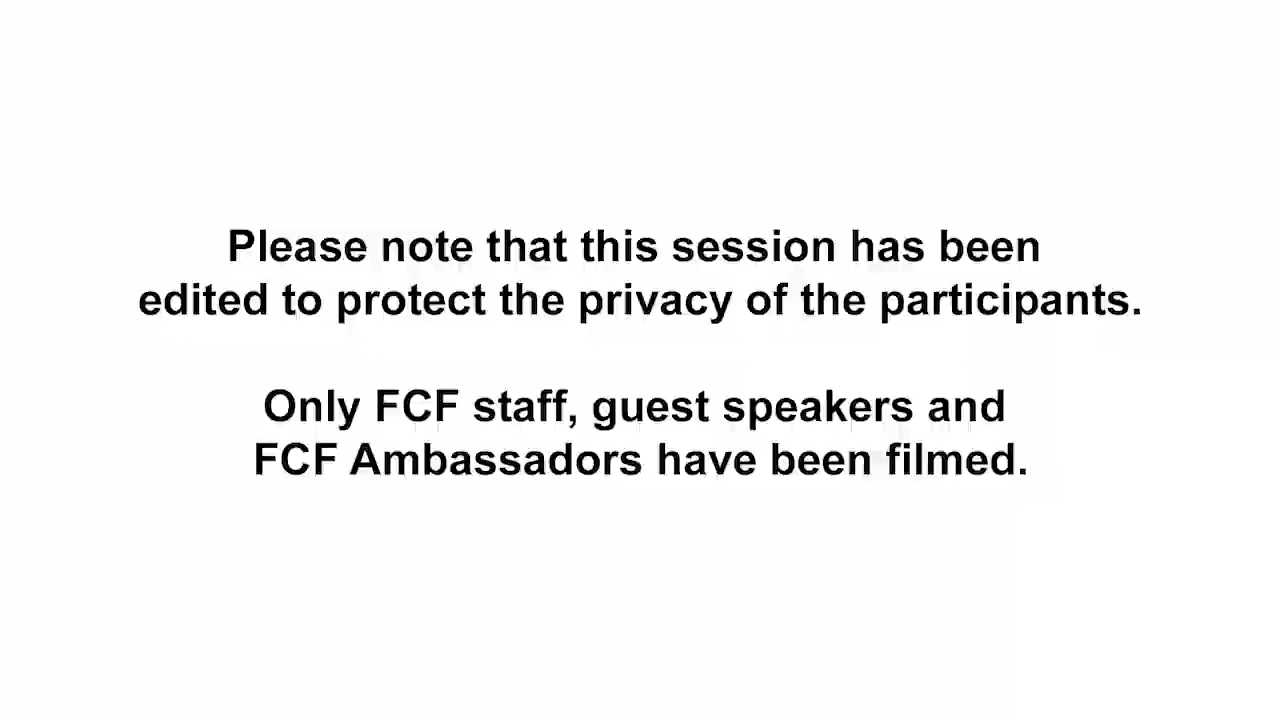 Please note that this session has been
edited to protect the privacy of the participants.
Only FCF staff, guest speakers and
FCF Ambassadors have been filmed.